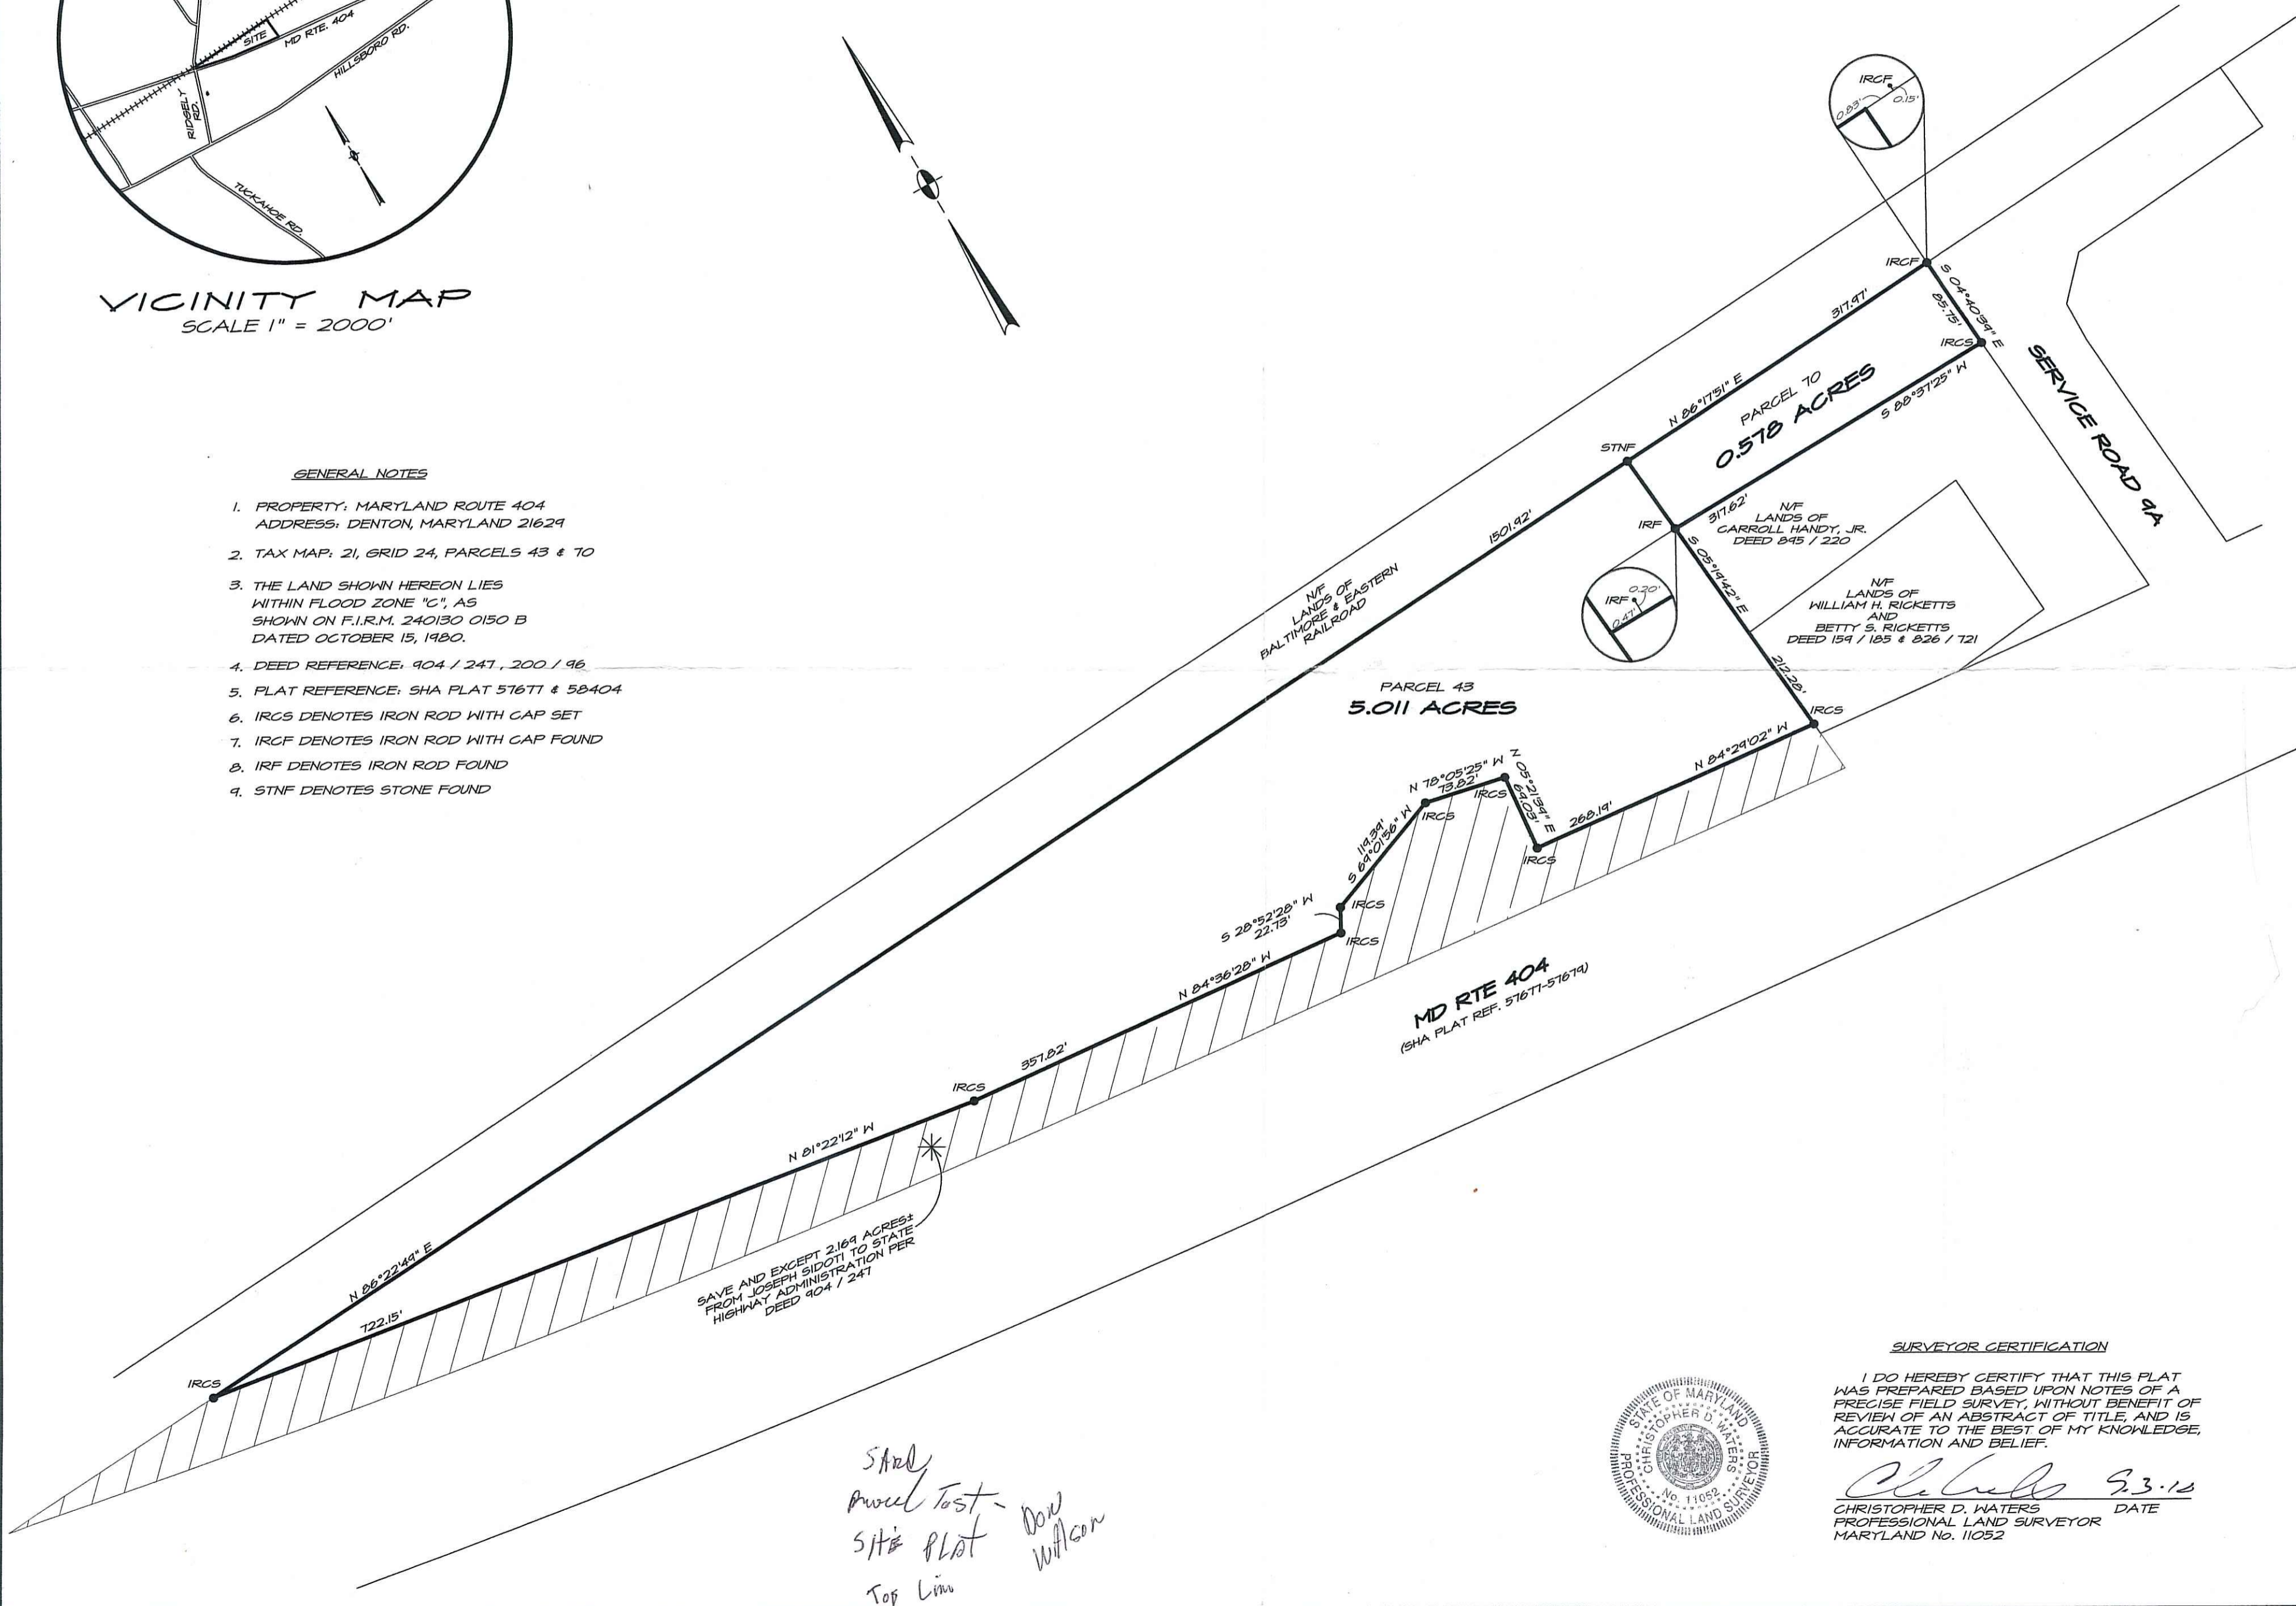 SITE
MD RTE. 404
HILLSBORO RD.
RIDGELY
RD.
TUCKAHOE RD.
VICINITY MAP
SCALE 1" = 2000'
GENERAL NOTES
1. PROPERTY: MARYLAND ROUTE 404
ADDRESS: DENTON, MARYLAND 21629
2. TAX MAP: 21, GRID 24, PARCELS 43 & 70
3. THE LAND SHOWN HEREON LIES
WITHIN FLOOD ZONE "C", AS
SHOWN ON F.I.R.M. 240130 0150 B
DATED OCTOBER 15, 1980.
4. DEED REFERENCE: 904 / 247 , 200 / 96
5. PLAT REFERENCE: SHA PLAT 57677 & 58404
6. IRCS DENOTES IRON ROD WITH CAP SET
7. IRCF DENOTES IRON ROD WITH CAP FOUND
8. IRF DENOTES IRON ROD FOUND
9. STNF DENOTES STONE FOUND
IRCF
0.83'
0.15'
IRCF
S 04°40'39" E
85.75'
IRCS
317.97'
N 86°17'51" E
PARCEL 70
0.578 ACRES
S 88°37'25" W
317.62'
SERVICE ROAD 9A
STNF
IRF
IRF
0.20'
0.47'
N/F
LANDS OF
CARROLL HANDY, JR.
DEED 895 / 220
N/F
LANDS OF
WILLIAM H. RICKETTS
AND
BETTY S. RICKETTS
DEED 159 / 185 & 826 / 721
S 05°19'42" E
212.28'
IRCS
1501.92'
N/F
LANDS OF
BALTIMORE & EASTERN
RAILROAD
PARCEL 43
5.011 ACRES
N 84°29'02" W
268.19'
IRCS
N 05°21'39" E
69.03'
IRCS
N 78°05'25" W
73.82'
IRCS
119.39'
S 69°01'56" W
IRCS
S 28°52'28" W
22.73'
IRCS
N 84°36'28" W
357.82'
MD RTE 404
(SHA PLAT REF. 57677-57679)
IRCS
N 81°22'12" W
722.15'
N 86°22'49" E
IRCS
SAVE AND EXCEPT 2.169 ACRES±
FROM JOSEPH SIDOTI TO STATE
HIGHWAY ADMINISTRATION PER
DEED 904 / 247
Tast -
SITE PLAT
Top Line
DON
WILSON
STATE OF MARYLAND
CHRISTOPHER D. WATERS
No. 11052
PROFESSIONAL LAND SURVEYOR
SURVEYOR CERTIFICATION
I DO HEREBY CERTIFY THAT THIS PLAT
WAS PREPARED BASED UPON NOTES OF A
PRECISE FIELD SURVEY, WITHOUT BENEFIT OF
REVIEW OF AN ABSTRACT OF TITLE, AND IS
ACCURATE TO THE BEST OF MY KNOWLEDGE,
INFORMATION AND BELIEF.
9.3.10
CHRISTOPHER D. WATERS DATE
PROFESSIONAL LAND SURVEYOR
MARYLAND No. 11052